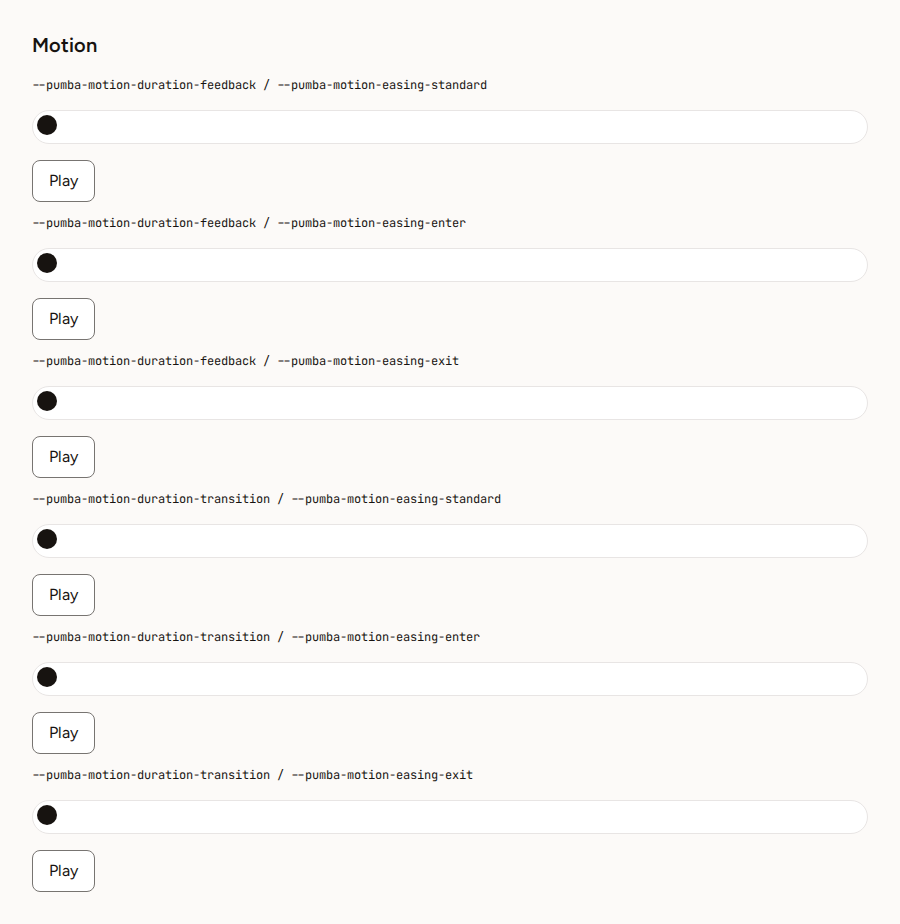 Motion
--pumba-motion-duration-feedback / --pumba-motion-easing-standard
Play
--pumba-motion-duration-feedback / --pumba-motion-easing-enter
Play
--pumba-motion-duration-feedback / --pumba-motion-easing-exit
Play
--pumba-motion-duration-transition / --pumba-motion-easing-standard
Play
--pumba-motion-duration-transition / --pumba-motion-easing-enter
Play
--pumba-motion-duration-transition / --pumba-motion-easing-exit
Play